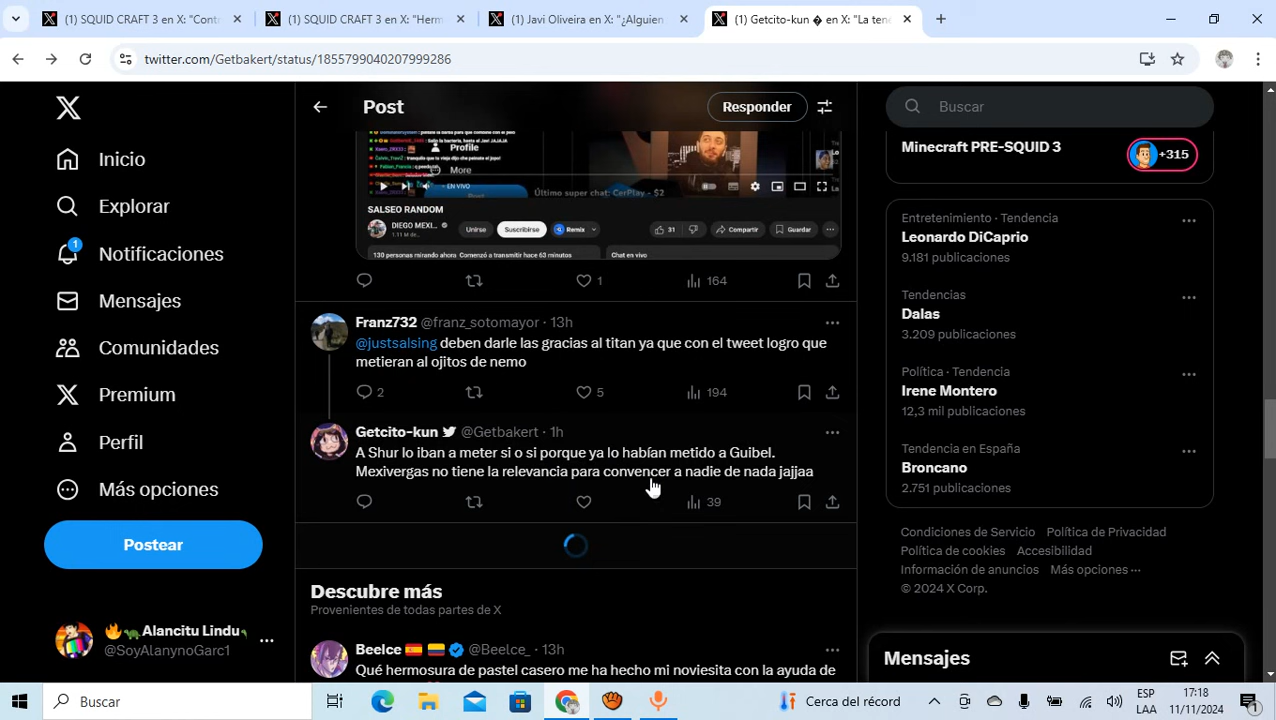 (1) SQUID CRAFT 3 en X: "Cont
(1) SQUID CRAFT 3 en X: "Herm
(1) Javi Oliveira en X: "¿Alguien
(1) Getcito-kun � en X: "La tene
twitter.com/Getbakert/status/1855799040207999286
Inicio
Explorar
1
Notificaciones
Mensajes
Comunidades
Premium
Perfil
Más opciones
Postear
🔥🦖Alancitu Lindu
@SoyAlanynoGarc1
Post
Responder
Profile
More
EN VIVO
Último super chat: CerPlay - $2
SALSEO RANDOM
DIEGO MEXI...
Unirse
Suscribirse
Remix
31
Compartir
Guardar
130 personas mirando ahora Comenzó a transmitir hace 63 minutos
Chat en vivo
1
164
Franz732 @franz_sotomayor · 13h
@justsalsing deben darle las gracias al titan ya que con el tweet logro que
metieran al ojitos de nemo
2
5
194
Getcito-kun @Getbakert · 1h
A Shur lo iban a meter si o si porque ya lo habían metido a Guibel.
Mexivergas no tiene la relevancia para convencer a nadie de nada jajjaa
39
Descubre más
Provenientes de todas partes de X
Beelce 🇪🇸 🇨🇴 @Beelce_ · 13h
Qué hermosura de pastel casero me ha hecho mi noviesita con la ayuda de
Buscar
Minecraft PRE-SQUID 3
+315
Entretenimiento · Tendencia
Leonardo DiCaprio
9.181 publicaciones
Tendencias
Dalas
3.209 publicaciones
Política · Tendencia
Irene Montero
12,3 mil publicaciones
Tendencia en España
Broncano
2.751 publicaciones
Condiciones de Servicio Política de Privacidad
Política de cookies Accesibilidad
Información de anuncios Más opciones ···
© 2024 X Corp.
Mensajes
Buscar
Cerca del récord
ESP
LAA
17:18
11/11/2024
1